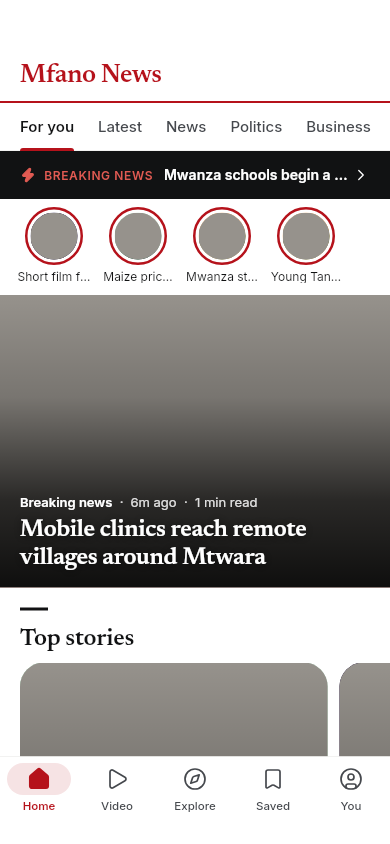 Mfano News
For you Latest News Politics Business
BREAKING NEWS Mwanza schools begin a ...
Short film f... Maize pric... Mwanza st... Young Tan...
Breaking news · 6m ago · 1 min read
Mobile clinics reach remote
villages around Mtwara
Top stories
Home Video Explore Saved You